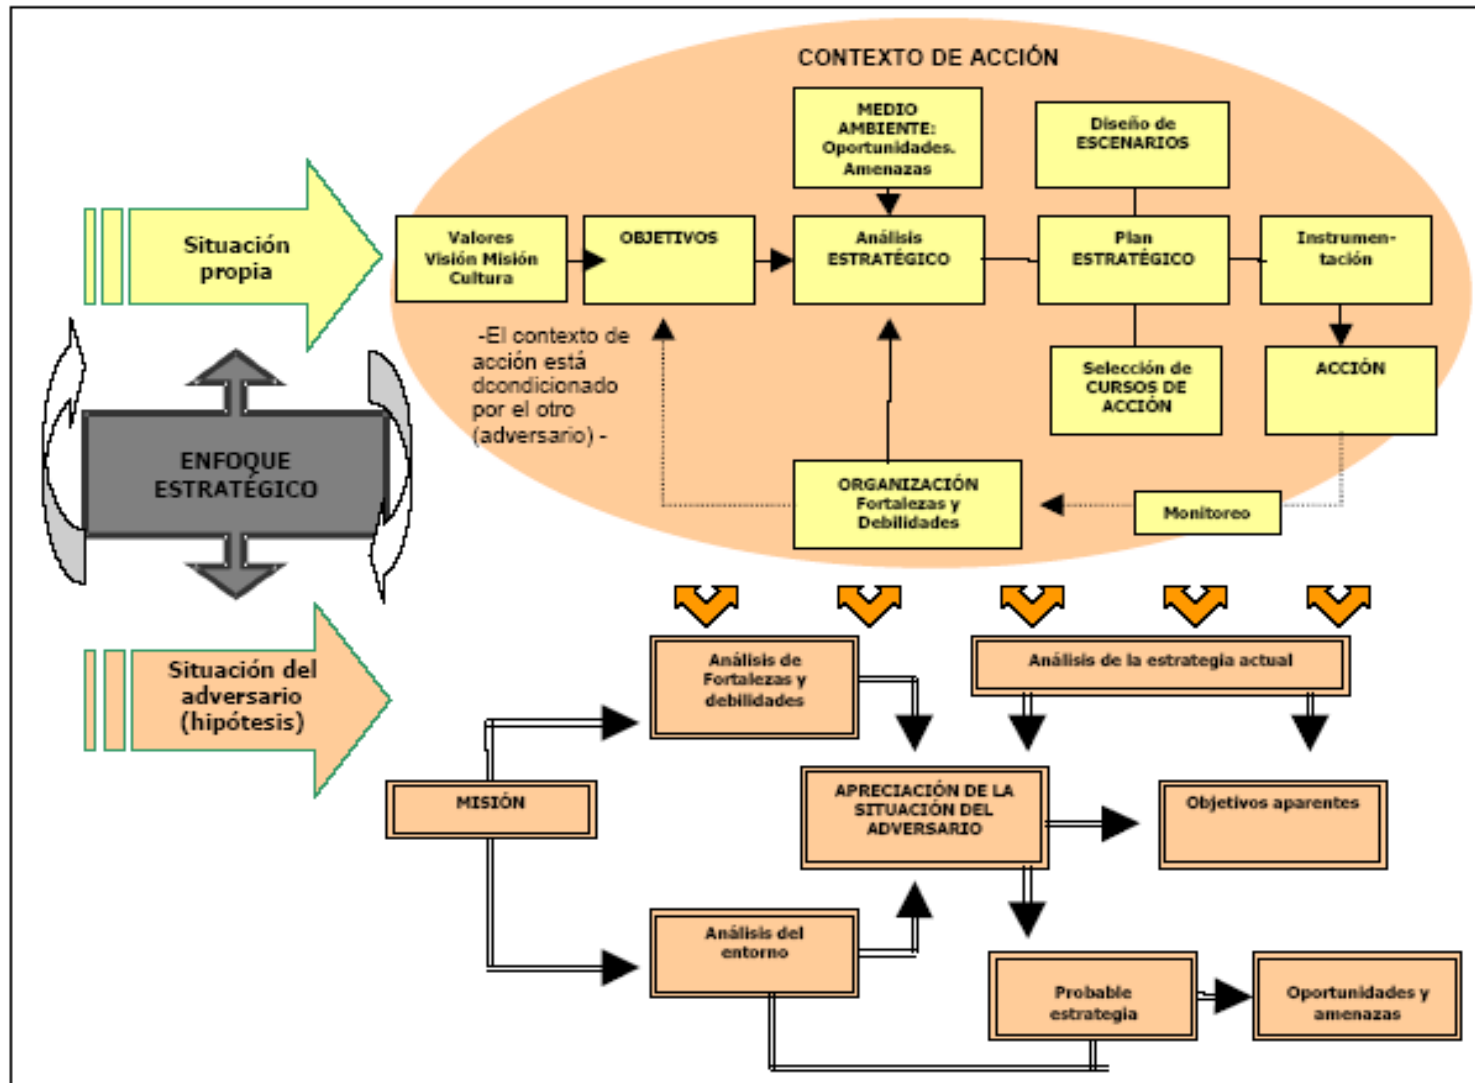 CONTEXTO DE ACCIÓN
MEDIO
AMBIENTE:
Oportunidades.
Amenazas
Diseño de
ESCENARIOS
Situación
propia
Valores
Visión Misión
Cultura
OBJETIVOS
Análisis
ESTRATÉGICO
Plan
ESTRATÉGICO
Instrumen-
tación
-El contexto de
acción está
dcondicionado
por el otro
(adversario) -
Selección de
CURSOS DE
ACCIÓN
ACCIÓN
ENFOQUE
ESTRATÉGICO
ORGANIZACIÓN
Fortalezas y
Debilidades
Monitoreo
Situación del
adversario
(hipótesis)
Análisis de
Fortalezas y
debilidades
Análisis de la estrategia actual
MISIÓN
APRECIACIÓN DE LA
SITUACIÓN DEL
ADVERSARIO
Objetivos aparentes
Análisis del
entorno
Probable
estrategia
Oportunidades y
amenazas